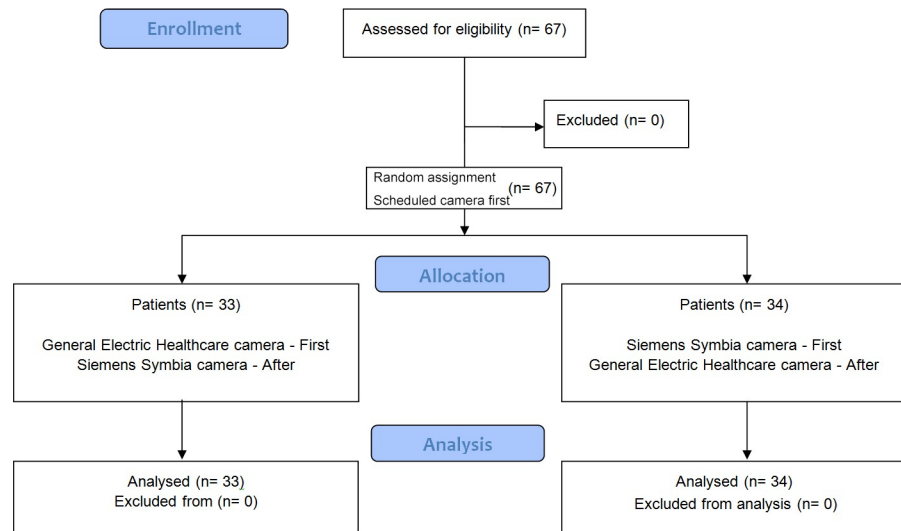 Enrollment
Assessed for eligibility (n= 67)
Excluded (n= 0)
Random assignment
Scheduled camera first
(n= 67)
Allocation
Patients (n= 33)
General Electric Healthcare camera - First
Siemens Symbia camera - After
Patients (n= 34)
Siemens Symbia camera - First
General Electric Healthcare camera - After
Analysis
Analysed (n= 33)
Excluded from (n= 0)
Analysed (n= 34)
Excluded from analysis (n= 0)